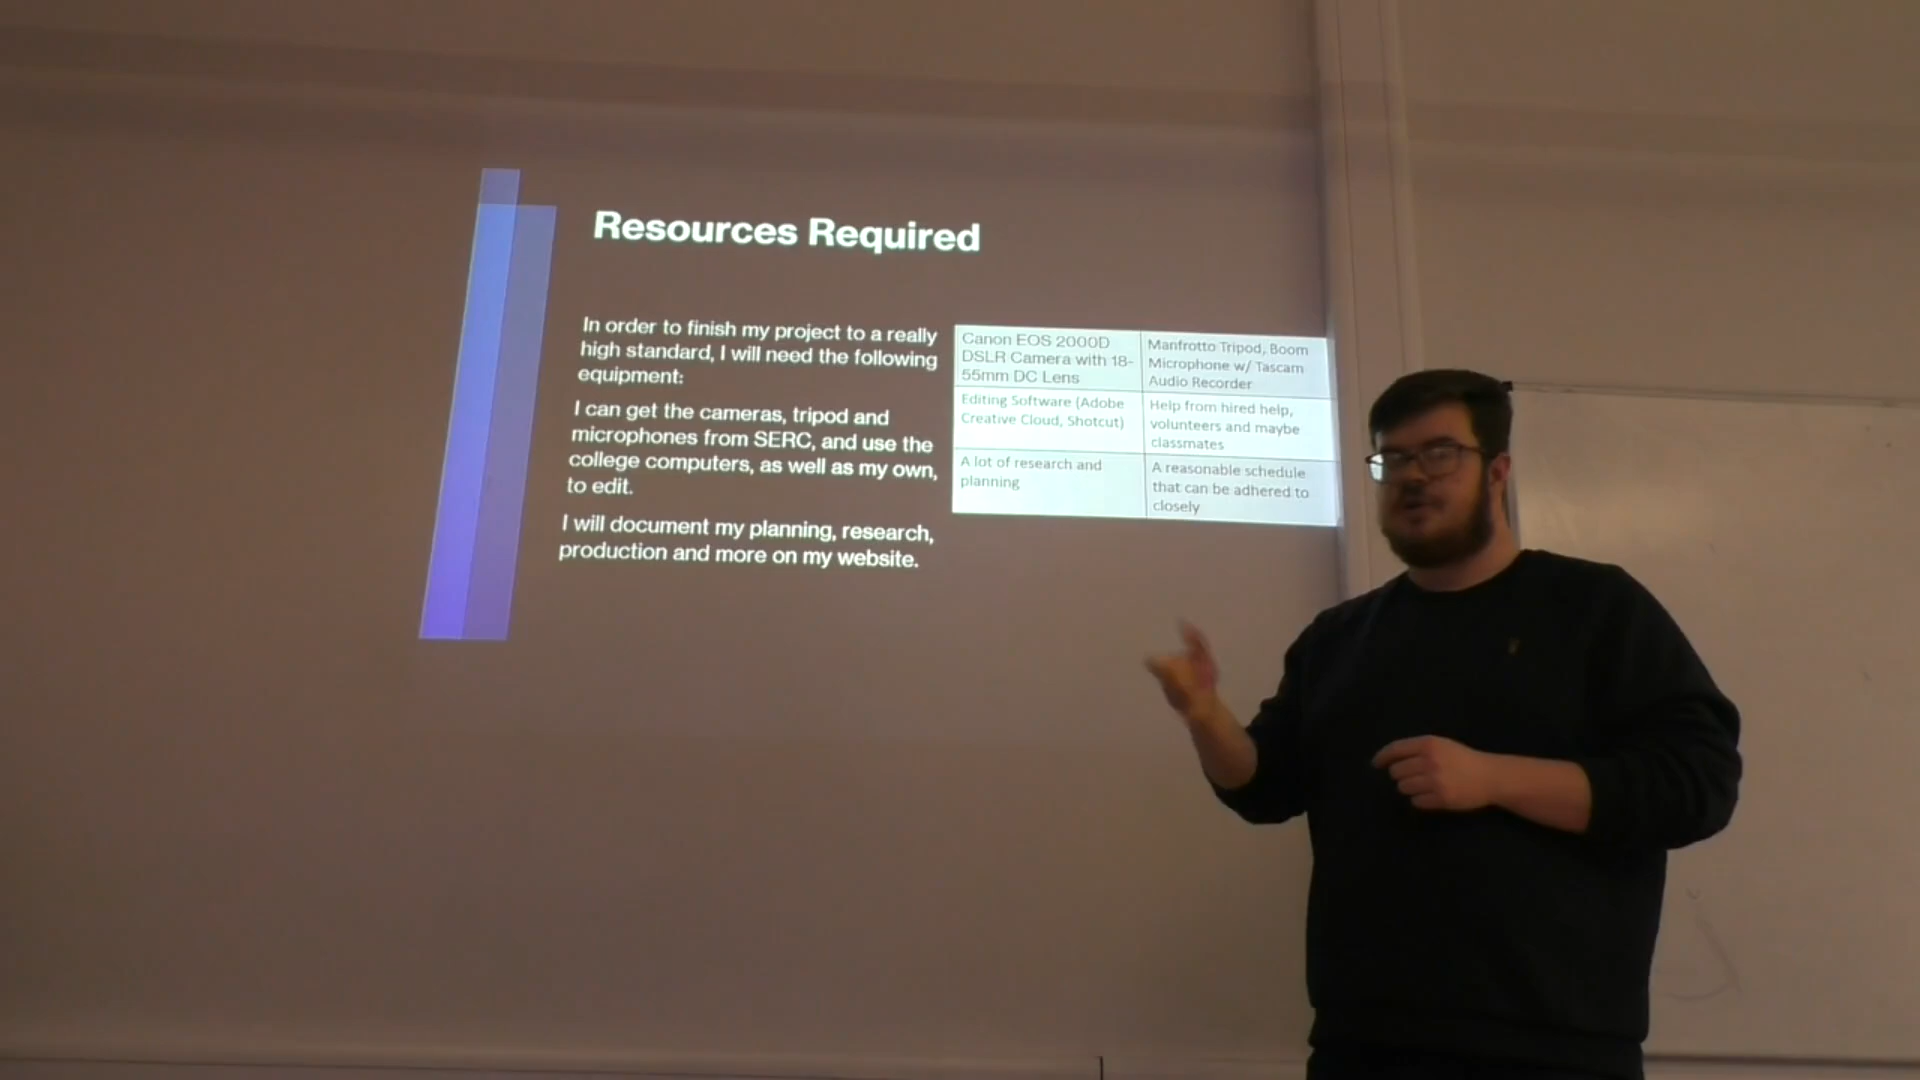 Resources Required
In order to finish my project to a really
high standard, I will need the following
equipment:
I can get the cameras, tripod and
microphones from SERC, and use the
college computers, as well as my own,
to edit.
I will document my planning, research,
production and more on my website.
Canon EOS 2000D
DSLR Camera with 18-
55mm DC Lens
Manfrotto Tripod, Boom
Microphone w/ Tascam
Audio Recorder
Editing Software (Adobe
Creative Cloud, Shotcut)
Help from hired help,
volunteers and maybe
classmates
A lot of research and
planning
A reasonable schedule
that can be adhered to
closely